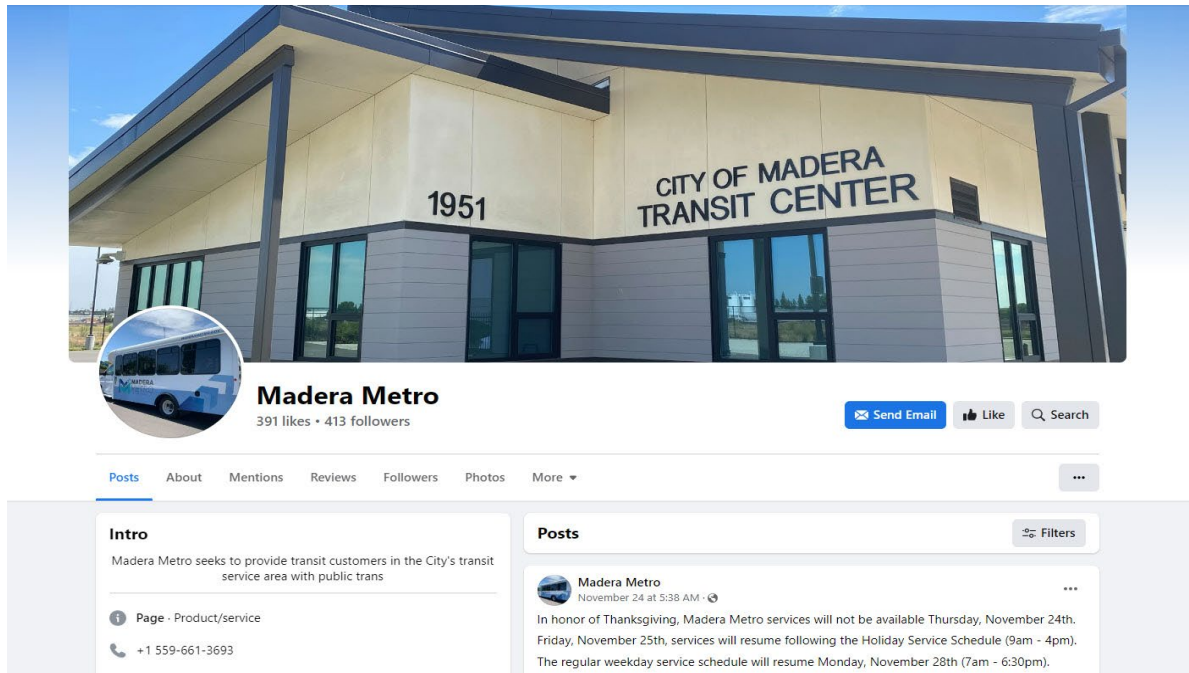 1951
CITY OF MADERA
TRANSIT CENTER
MADERA
Madera Metro
391 likes • 413 followers
Send Email
Like
Search
Posts
About
Mentions
Reviews
Followers
Photos
More
Intro
Madera Metro seeks to provide transit customers in the City's transit
service area with public trans
Page · Product/service
+1 559-661-3693
Posts
Filters
Madera Metro
November 24 at 5:38 AM ·
In honor of Thanksgiving, Madera Metro services will not be available Thursday, November 24th.
Friday, November 25th, services will resume following the Holiday Service Schedule (9am - 4pm).
The regular weekday service schedule will resume Monday, November 28th (7am - 6:30pm).